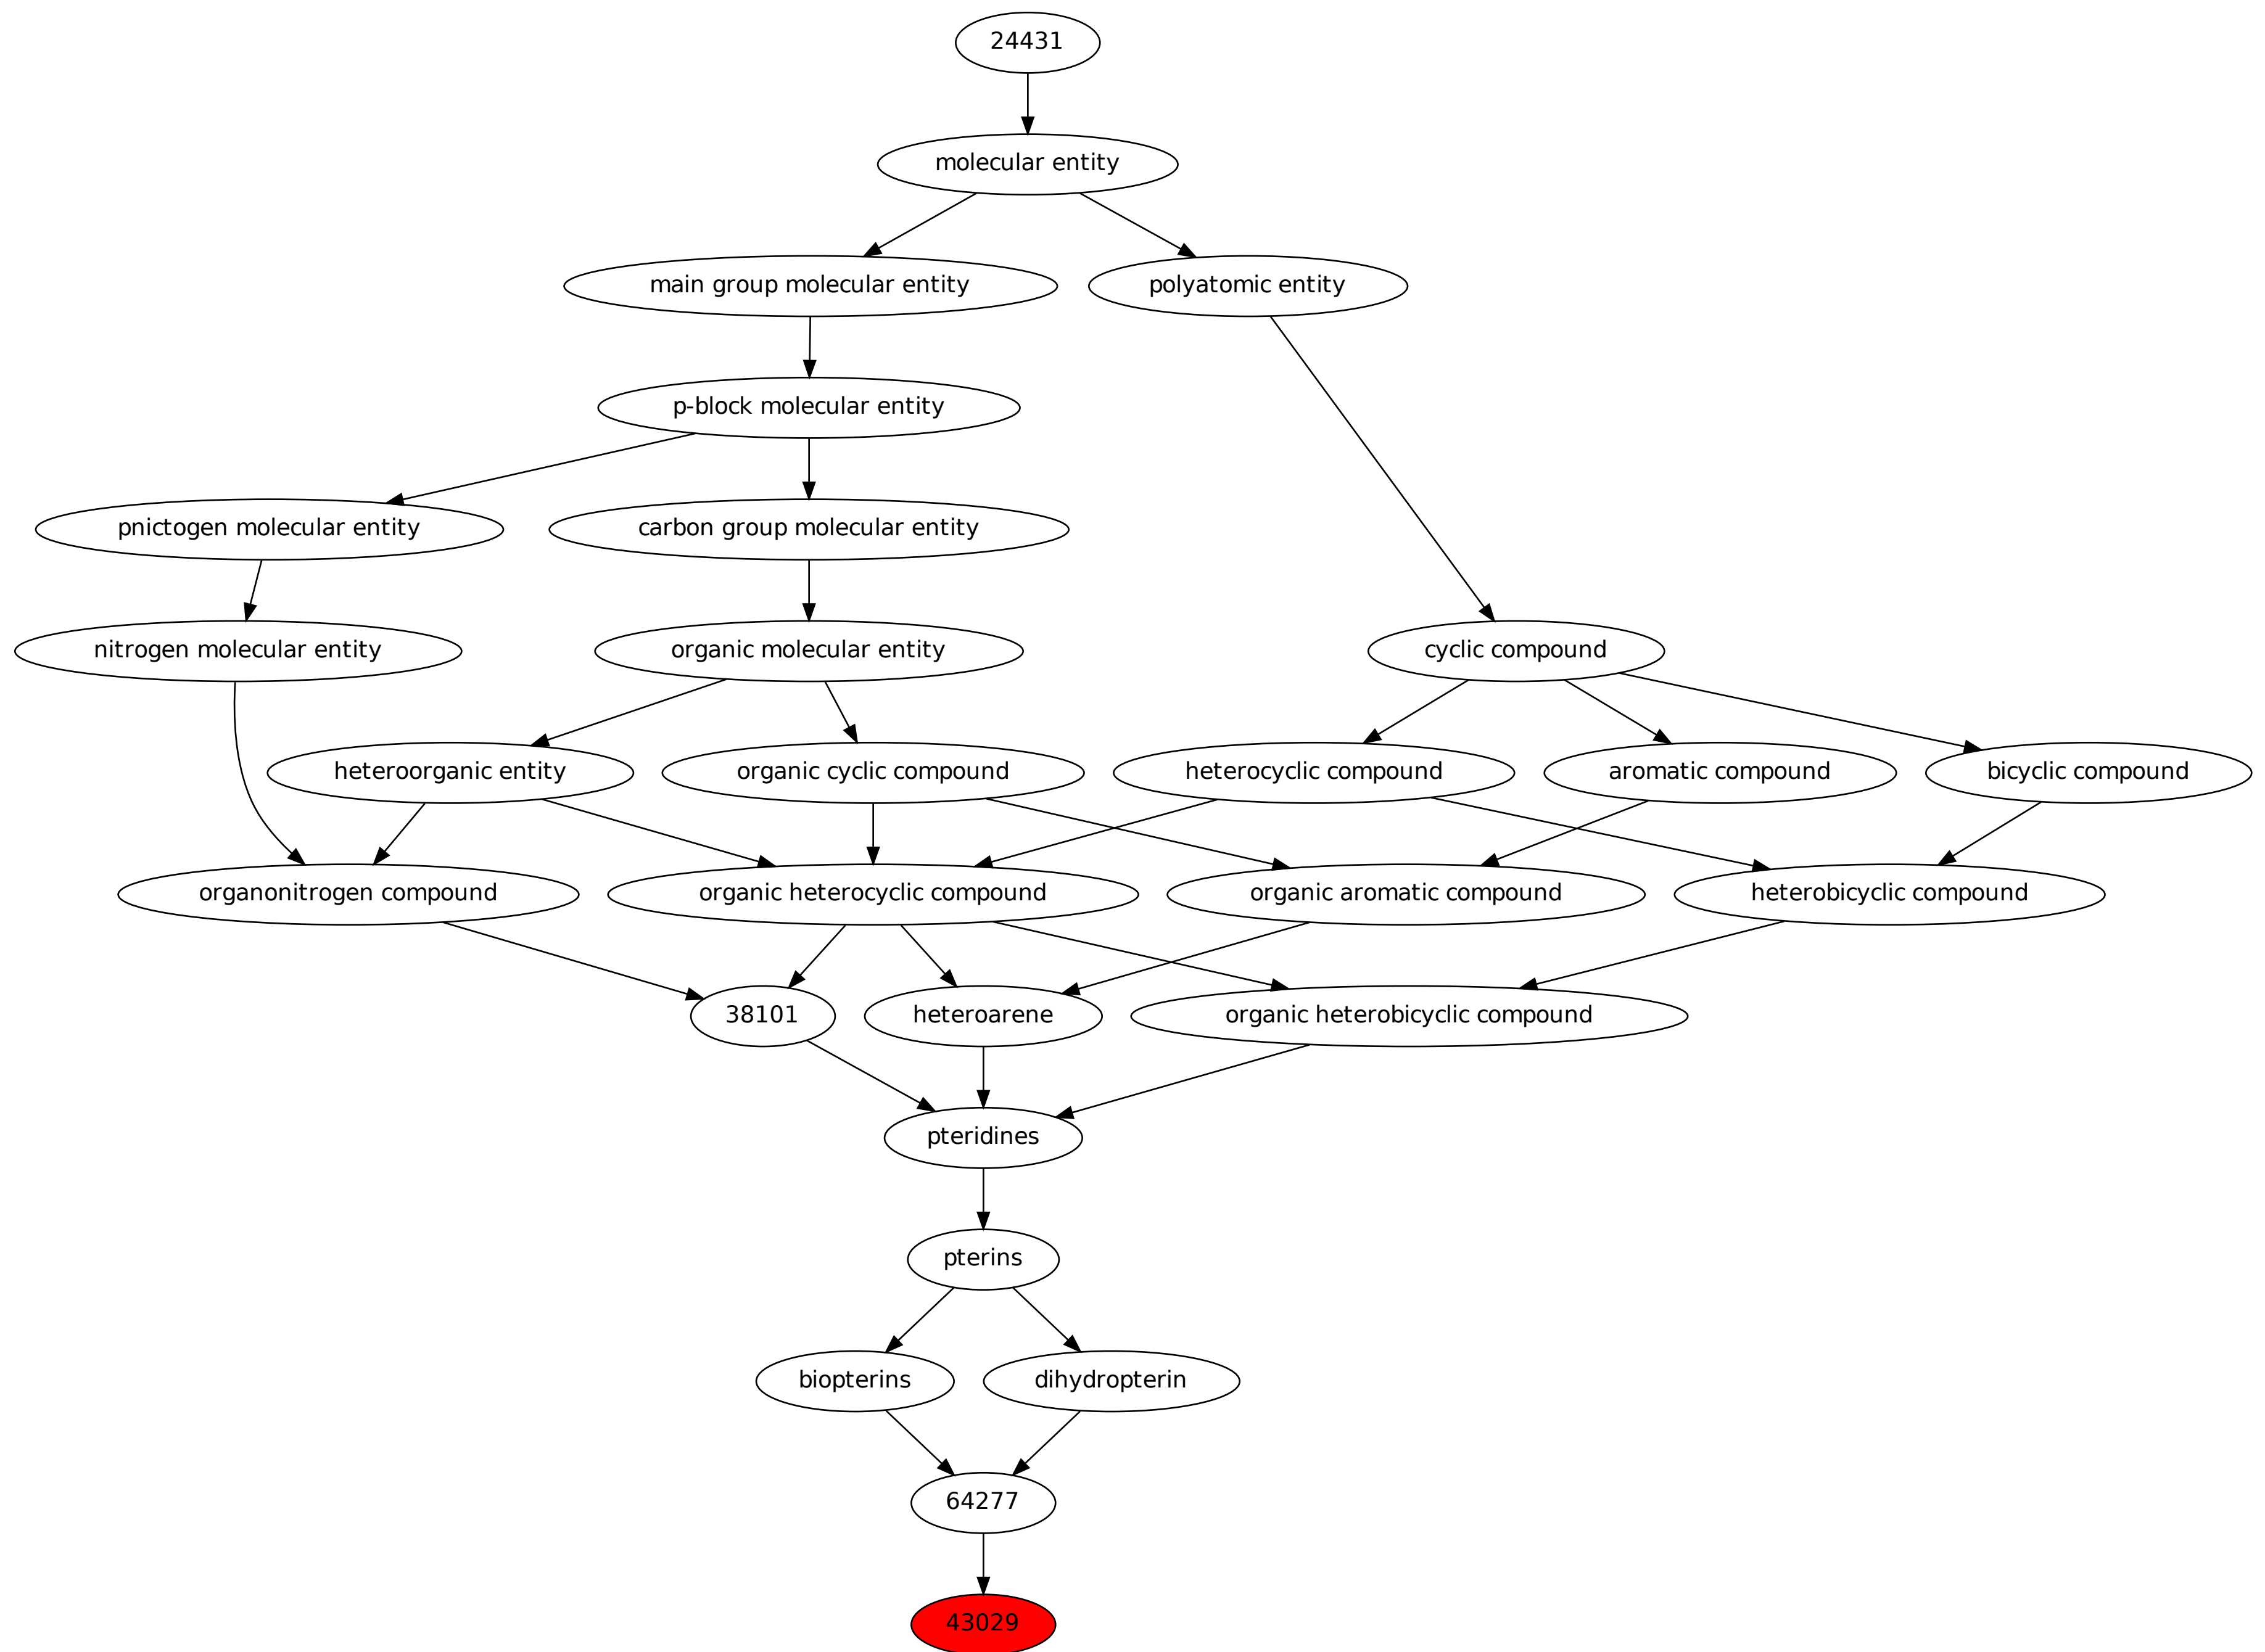 24431
molecular entity
main group molecular entity
polyatomic entity
p-block molecular entity
pnictogen molecular entity
carbon group molecular entity
nitrogen molecular entity
organic molecular entity
cyclic compound
heteroorganic entity
organic cyclic compound
heterocyclic compound
aromatic compound
bicyclic compound
organonitrogen compound
organic heterocyclic compound
organic aromatic compound
heterobicyclic compound
38101
heteroarene
organic heterobicyclic compound
pteridines
pterins
biopterins
dihydropterin
64277
43029